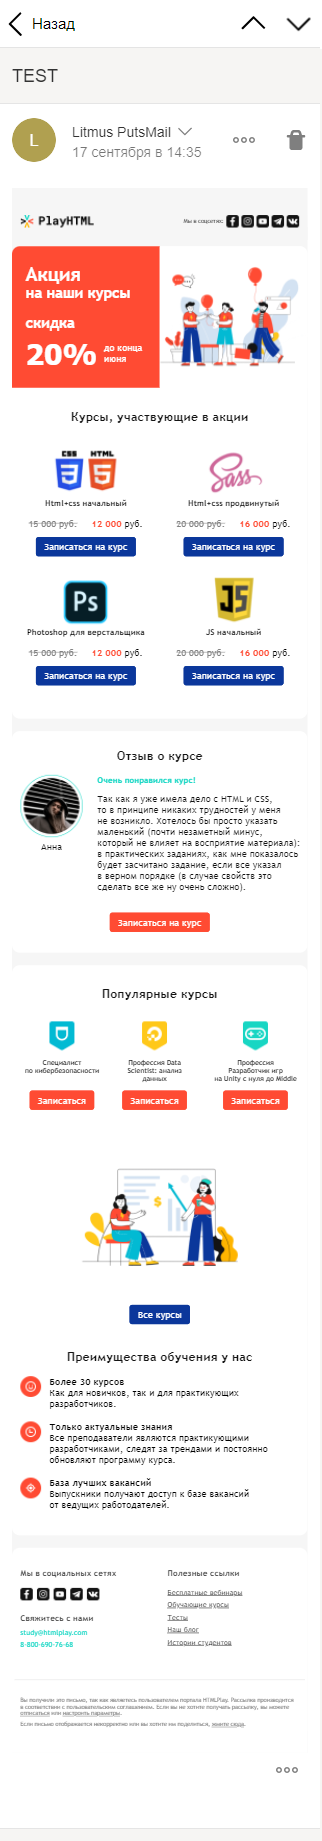 Назад
TEST
L
Litmus PutsMail
17 сентября в 14:35
PlayHTML
Мы в соцсетях:
Акция
на наши курсы
скидка
20% до конца июня
Курсы, участвующие в акции
CSS HTML
5 5
Sass
Html+css начальный
Html+css продвинутый
15 000 руб. 12 000 руб.
20 000 руб. 16 000 руб.
Записаться на курс
Записаться на курс
Ps
JS
Photoshop для верстальщика
JS начальный
15 000 руб. 12 000 руб.
20 000 руб. 16 000 руб.
Записаться на курс
Записаться на курс
Отзыв о курсе
Анна
Очень понравился курс!
Так как я уже имела дело с HTML и CSS,
то в принципе никаких трудностей у меня
не возникло. Хотелось бы просто указать
маленький (почти незаметный минус,
который не влияет на восприятие материала):
в практических заданиях, как мне показалось
будет засчитано задание, если все указал
в верном порядке (в случае свойств это
сделать все же ну очень сложно).
Записаться на курс
Популярные курсы
Специалист
по кибербезопасности
Профессия Data
Scientist: анализ
данных
Профессия
Разработчик игр
на Unity с нуля до Middle
Записаться
Записаться
Записаться
Все курсы
Преимущества обучения у нас
Более 30 курсов
Как для новичков, так и для практикующих
разработчиков.
Только актуальные знания
Все преподаватели являются практикующими
разработчиками, следят за трендами и постоянно
обновляют программу курса.
База лучших вакансий
Выпускники получают доступ к базе вакансий
от ведущих работодателей.
Мы в социальных сетях
Свяжитесь с нами
study@htmlplay.com
8-800-690-76-68
Полезные ссылки
Бесплатные вебинары
Обучающие курсы
Тесты
Наш блог
Истории студентов
Вы получили это письмо, так как являетесь пользователем портала HTMLPlay. Рассылка производится
в соответствии с пользовательским соглашением. Если вы не хотите получать рассылку, вы можете
отписаться или настроить параметры.
Если письмо отображается некорректно или вы хотите им поделиться, жмите сюда.